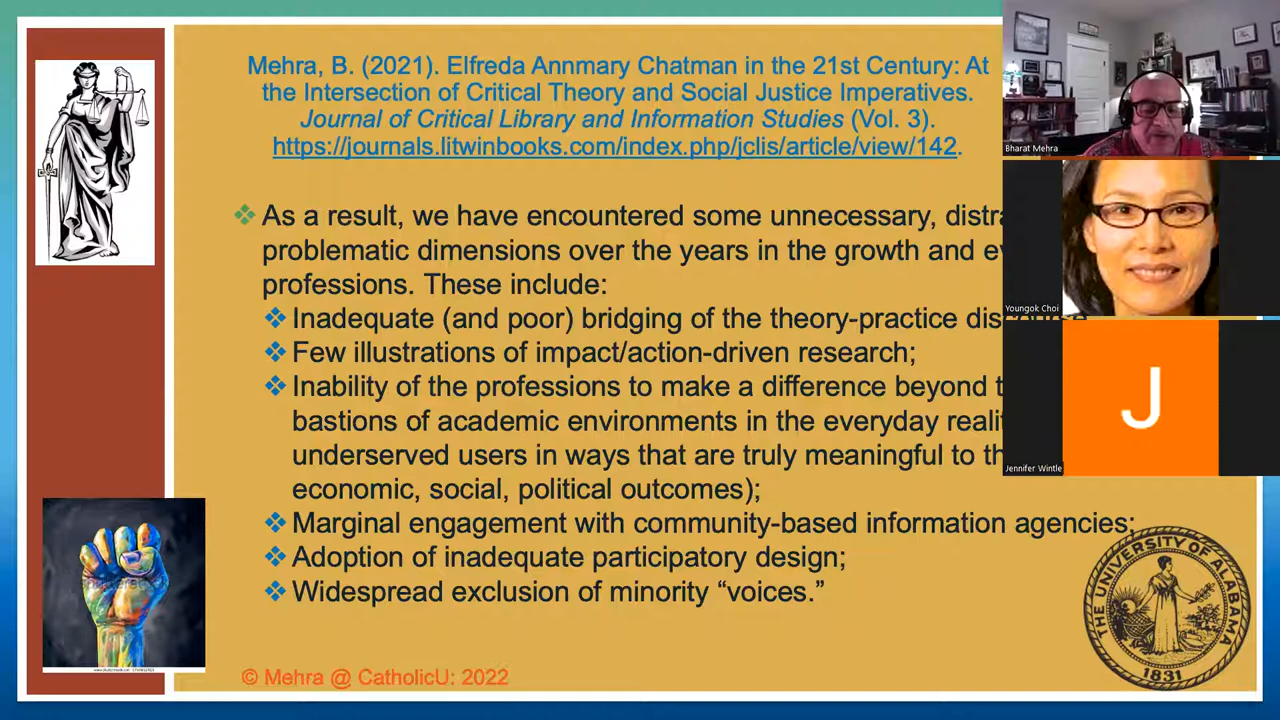 Mehra, B. (2021). Elfreda Annmary Chatman in the 21st Century: At
the Intersection of Critical Theory and Social Justice Imperatives.
Journal of Critical Library and Information Studies (Vol. 3).
https://journals.litwinbooks.com/index.php/jclis/article/view/142.
❖ As a result, we have encountered some unnecessary,
problematic dimensions over the years in the growth and
professions. These include:
❖ Inadequate (and poor) bridging of the theory-practice
❖ Few illustrations of impact/action-driven research;
❖ Inability of the professions to make a difference beyond
bastions of academic environments in the everyday
underserved users in ways that are truly meaningful to
economic, social, political outcomes);
❖ Marginal engagement with community-based information agencies;
❖ Adoption of inadequate participatory design;
❖ Widespread exclusion of minority “voices.”
© Mehra @ CatholicU: 2022
THE UNIVERSITY OF ALABAMA
1831
Bharat Mehra
Youngok Choi
J
Jennifer Wintle